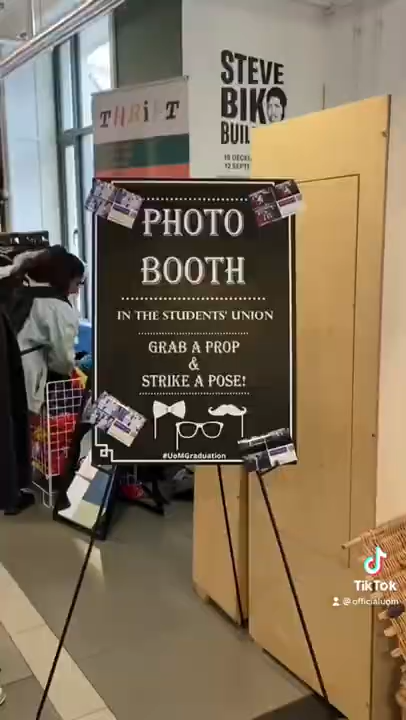 THRIFT
STEVE
BIKO
BUIL
PHOTO
BOOTH
IN THE STUDENTS' UNION
GRAB A PROP
&
STRIKE A POSE!
#UoMGraduation
TikTok
@officialuom